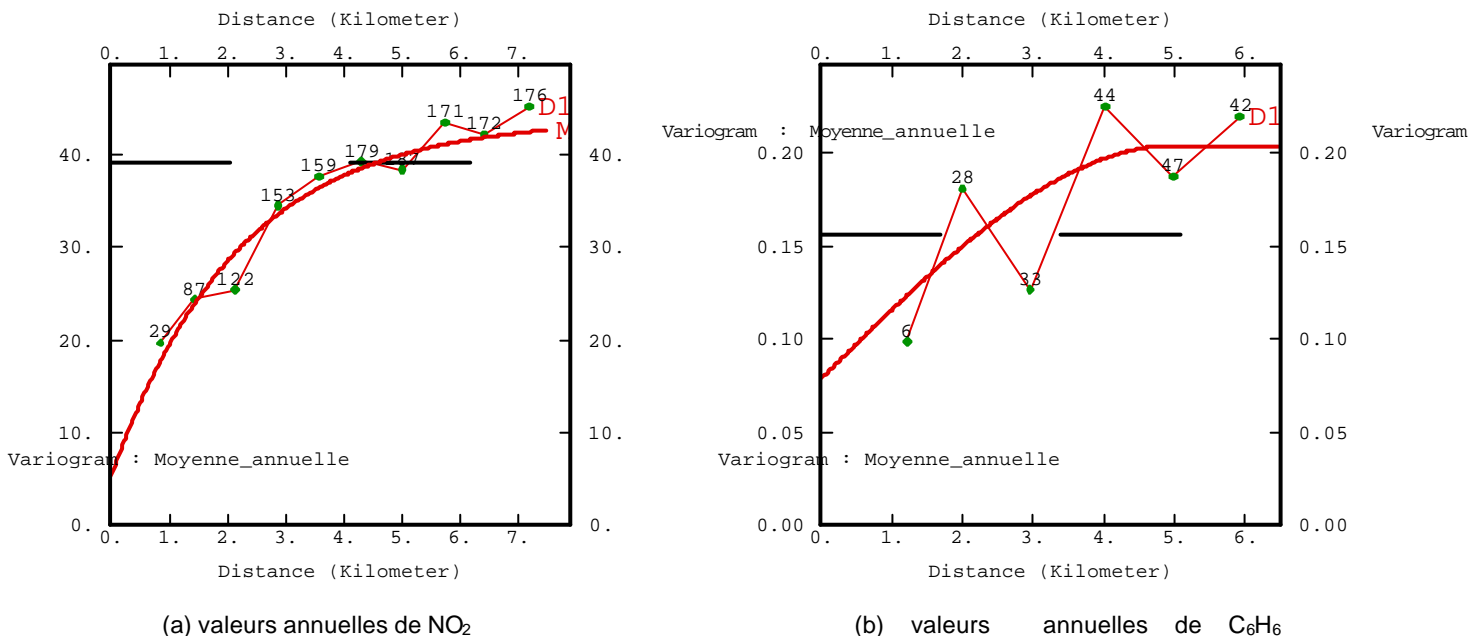 Distance (Kilometer)
0. 1. 2. 3. 4. 5. 6. 7.
176 D1
171
172 M
179
159
153
122
87
29
40. 40.
30. 30.
20. 20.
10. 10.
Variogram : Moyenne_annuelle
0. 0.
0. 1. 2. 3. 4. 5. 6. 7.
Distance (Kilometer)
(a) valeurs annuelles de NO2
Distance (Kilometer)
0. 1. 2. 3. 4. 5. 6.
44
42 D1
Variogram : Moyenne_annuelle
Variogram
0.20 0.20
47
28
0.15 0.15
33
0.10 0.10
6
0.05 0.05
Variogram : Moyenne_annuelle
0.00 0.00
0. 1. 2. 3. 4. 5. 6.
Distance (Kilometer)
(b) valeurs annuelles de C6H6